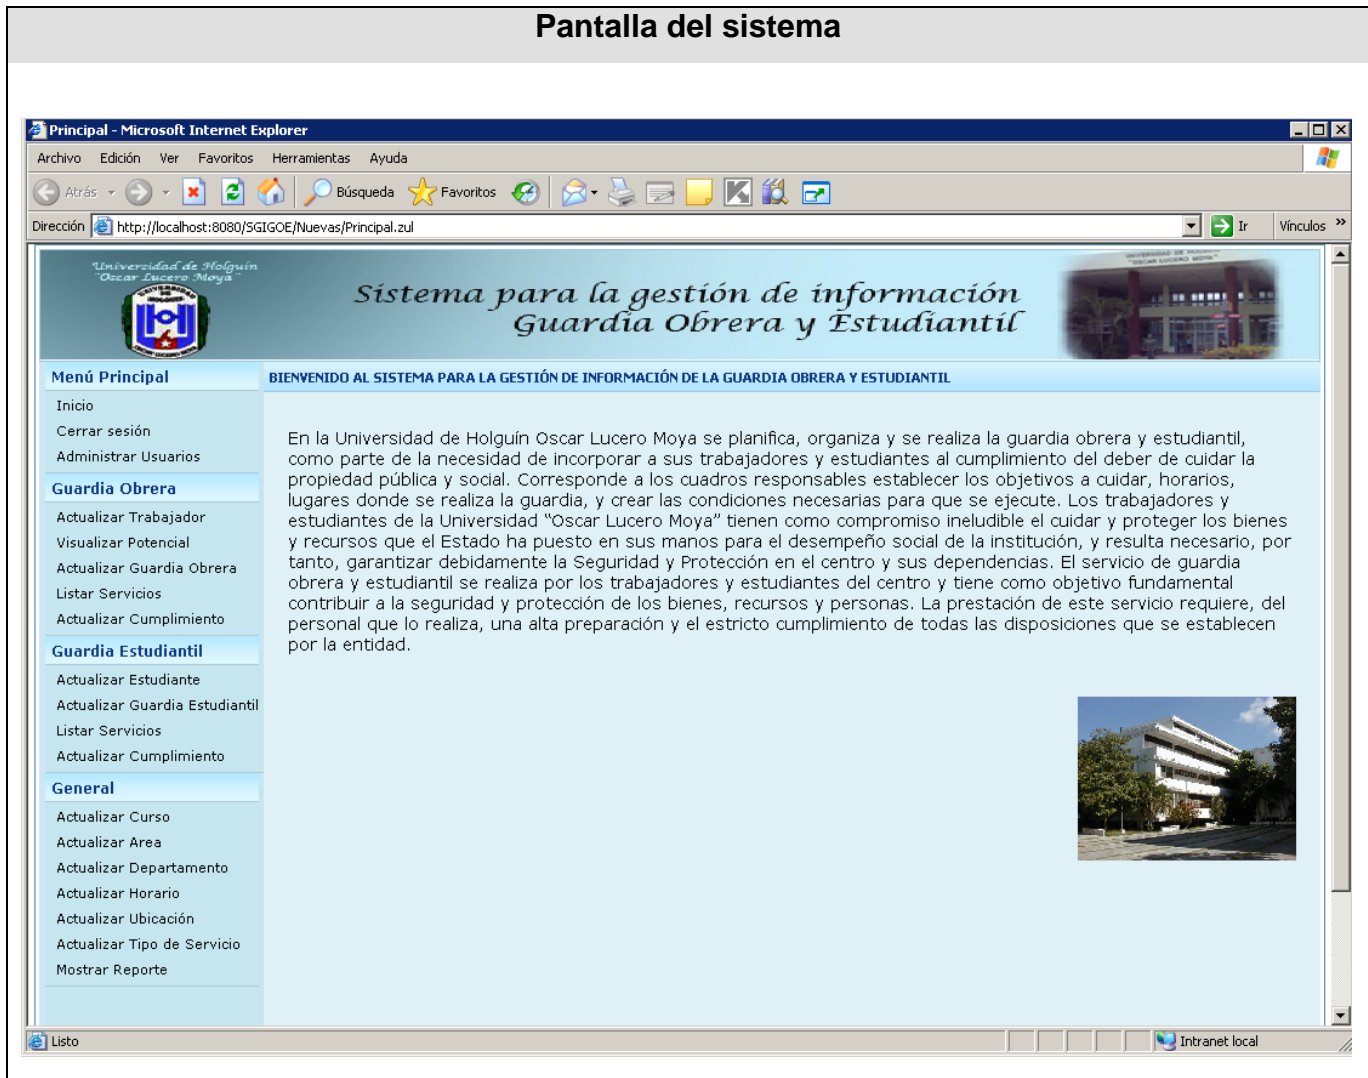 Pantalla del sistema
Principal - Microsoft Internet Explorer
Archivo Edición Ver Favoritos Herramientas Ayuda
Atrás Búsqueda Favoritos
Dirección http://localhost:8080/SGIGOE/Nuevas/Principal.zul Ir Vínculos »
Universidad de Holguín
"Oscar Lucero Moya"
Sistema para la gestión de información
Guardia Obrera y Estudiantil
UNIVERSIDAD DE HOLGUIN
"OSCAR LUCERO MOYA"
Menú Principal
Inicio
Cerrar sesión
Administrar Usuarios
Guardia Obrera
Actualizar Trabajador
Visualizar Potencial
Actualizar Guardia Obrera
Listar Servicios
Actualizar Cumplimiento
Guardia Estudiantil
Actualizar Estudiante
Actualizar Guardia Estudiantil
Listar Servicios
Actualizar Cumplimiento
General
Actualizar Curso
Actualizar Area
Actualizar Departamento
Actualizar Horario
Actualizar Ubicación
Actualizar Tipo de Servicio
Mostrar Reporte
BIENVENIDO AL SISTEMA PARA LA GESTIÓN DE INFORMACIÓN DE LA GUARDIA OBRERA Y ESTUDIANTIL
En la Universidad de Holguín Oscar Lucero Moya se planifica, organiza y se realiza la guardia obrera y estudiantil,
como parte de la necesidad de incorporar a sus trabajadores y estudiantes al cumplimiento del deber de cuidar la
propiedad pública y social. Corresponde a los cuadros responsables establecer los objetivos a cuidar, horarios,
lugares donde se realiza la guardia, y crear las condiciones necesarias para que se ejecute. Los trabajadores y
estudiantes de la Universidad "Oscar Lucero Moya" tienen como compromiso ineludible el cuidar y proteger los bienes
y recursos que el Estado ha puesto en sus manos para el desempeño social de la institución, y resulta necesario, por
tanto, garantizar debidamente la Seguridad y Protección en el centro y sus dependencias. El servicio de guardia
obrera y estudiantil se realiza por los trabajadores y estudiantes del centro y tiene como objetivo fundamental
contribuir a la seguridad y protección de los bienes, recursos y personas. La prestación de este servicio requiere, del
personal que lo realiza, una alta preparación y el estricto cumplimiento de todas las disposiciones que se establecen
por la entidad.
Listo Intranet local